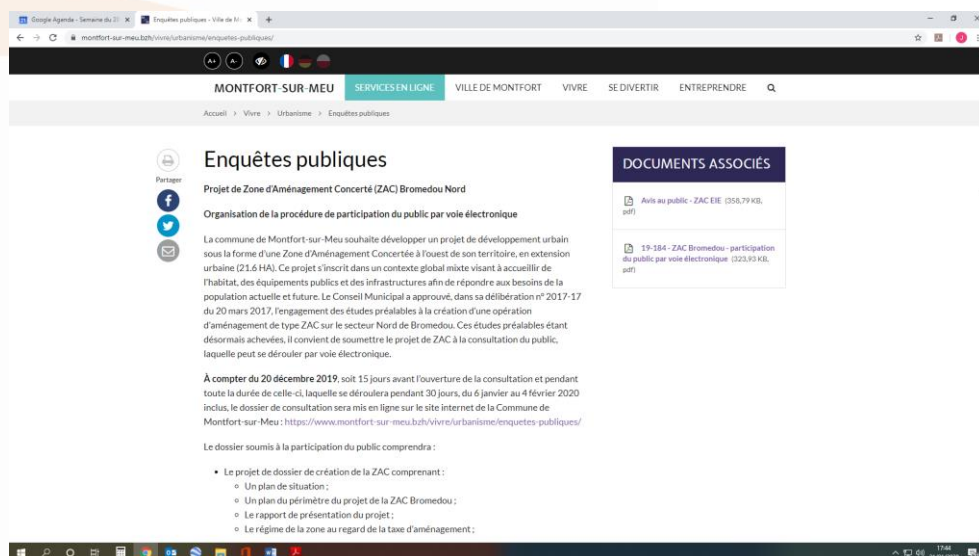 Google Agenda - Semaine du 2
Enquêtes publiques - Ville de M
montfort-sur-meu.bzh/vivre/urbanisme/enquetes-publiques/
A+ A-
MONTFORT-SUR-MEU SERVICES EN LIGNE VILLE DE MONTFORT VIVRE SE DIVERTIR ENTREPRENDRE
Accueil > Vivre > Urbanisme > Enquêtes publiques
Partager
Enquêtes publiques
Projet de Zone d'Aménagement Concerté (ZAC) Bromedou Nord
Organisation de la procédure de participation du public par voie électronique
La commune de Montfort-sur-Meu souhaite développer un projet de développement urbain
sous la forme d'une Zone d'Aménagement Concertée à l'ouest de son territoire, en extension
urbaine (21.6 HA). Ce projet s'inscrit dans un contexte global mixte visant à accueillir de
l'habitat, des équipements publics et des infrastructures afin de répondre aux besoins de la
population actuelle et future. Le Conseil Municipal a approuvé, dans sa délibération n° 2017-17
du 20 mars 2017, l'engagement des études préalables à la création d'une opération
d'aménagement de type ZAC sur le secteur Nord de Bromedou. Ces études préalables étant
désormais achevées, il convient de soumettre le projet de ZAC à la consultation du public,
laquelle peut se dérouler par voie électronique.
À compter du 20 décembre 2019, soit 15 jours avant l'ouverture de la consultation et pendant
toute la durée de celle-ci, laquelle se déroulera pendant 30 jours, du 6 janvier au 4 février 2020
inclus, le dossier de consultation sera mis en ligne sur le site internet de la Commune de
Montfort-sur-Meu : https://www.montfort-sur-meu.bzh/vivre/urbanisme/enquetes-publiques/
Le dossier soumis à la participation du public comprendra :
Le projet de dossier de création de la ZAC comprenant :
Un plan de situation ;
Un plan du périmètre du projet de la ZAC Bromedou ;
Le rapport de présentation du projet ;
Le régime de la zone au regard de la taxe d'aménagement ;
DOCUMENTS ASSOCIÉS
Avis au public - ZAC EIE (358,79 KB,
pdf)
19-184 - ZAC Bromedou - participation
du public par voie électronique (323,93 KB,
pdf)
17:44